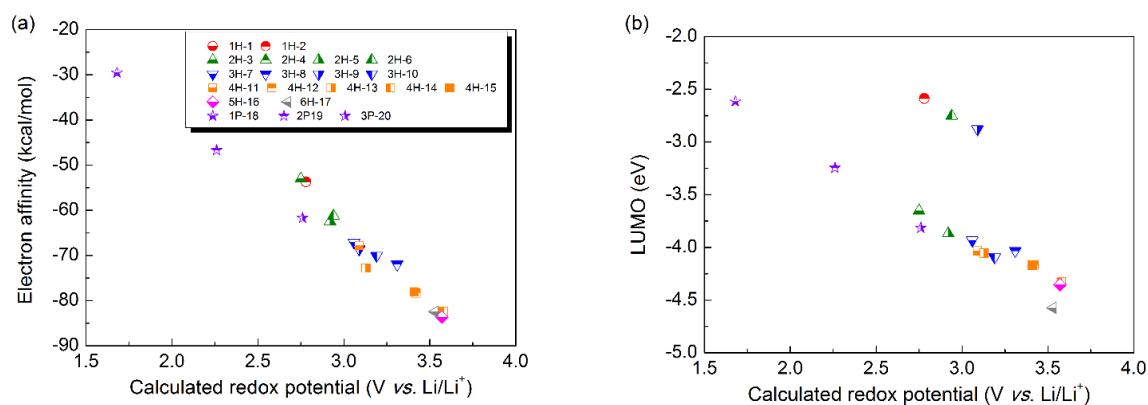 (a)
-20
-30
-40
-50
-60
-70
-80
-90
Electron affinity (kcal/mol)
1H-1 1H-2
2H-3 2H-4 2H-5 2H-6
3H-7 3H-8 3H-9 3H-10
4H-11 4H-12 4H-13 4H-14 4H-15
5H-16 6H-17
1P-18 2P19 3P-20
1.5 2.0 2.5 3.0 3.5 4.0
Calculated redox potential (V vs. Li/Li⁺)
(b)
-2.0
-2.5
-3.0
-3.5
-4.0
-4.5
-5.0
LUMO (eV)
1.5 2.0 2.5 3.0 3.5 4.0
Calculated redox potential (V vs. Li/Li⁺)